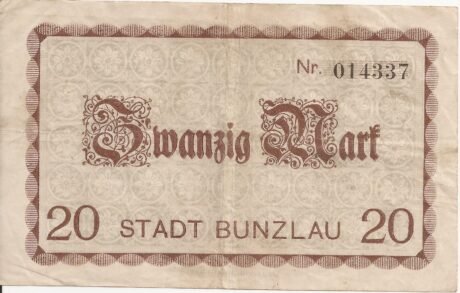 Nr. 014337
Zwanzig Mark
20 STADT BUNZLAU 20